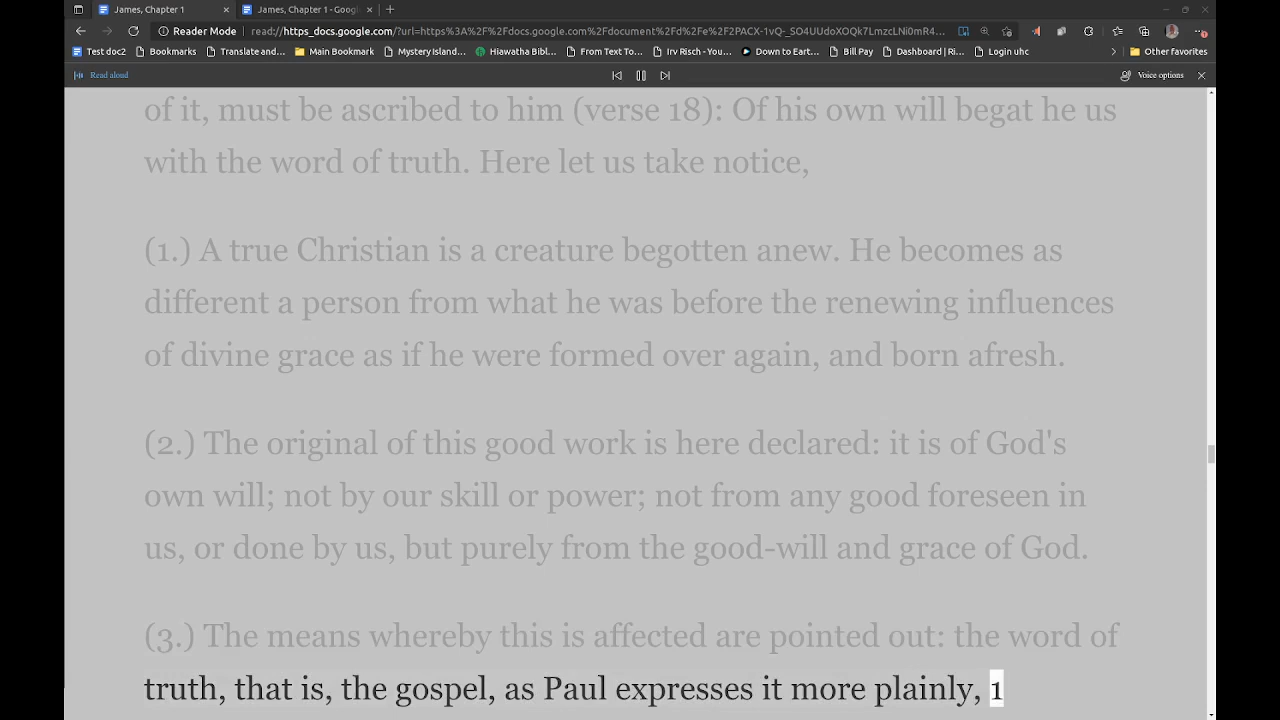 James, Chapter 1
James, Chapter 1 - Googl
Reader Mode
read://https_docs.google.com/?url=https%3A%2F%2Fdocs.google.com%2Fdocument%2Fd%2Fe%2F2PACX-1vQ-_SO4UUdoXOQk7LmzcLNi0mR4...
Test doc2
Bookmarks
Translate and...
Main Bookmark
Mystery Island...
Hiawatha Bibl...
From Text To...
Irv Risch - You...
Down to Eart...
Bill Pay
Dashboard | Ri...
Login uhc
Other favorites
Read aloud
Voice options
of it, must be ascribed to him (verse 18): Of his own will begat he us
with the word of truth. Here let us take notice,
(1.) A true Christian is a creature begotten anew. He becomes as
different a person from what he was before the renewing influences
of divine grace as if he were formed over again, and born afresh.
(2.) The original of this good work is here declared: it is of God's
own will; not by our skill or power; not from any good foreseen in
us, or done by us, but purely from the good-will and grace of God.
(3.) The means whereby this is affected are pointed out: the word of
truth, that is, the gospel, as Paul expresses it more plainly, 1